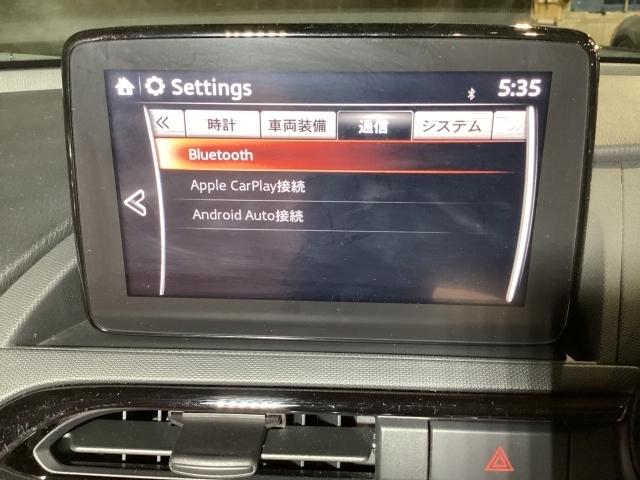 Settings 5:35
時計 車両装備 通信 システム
Bluetooth
Apple CarPlay接続
Android Auto接続